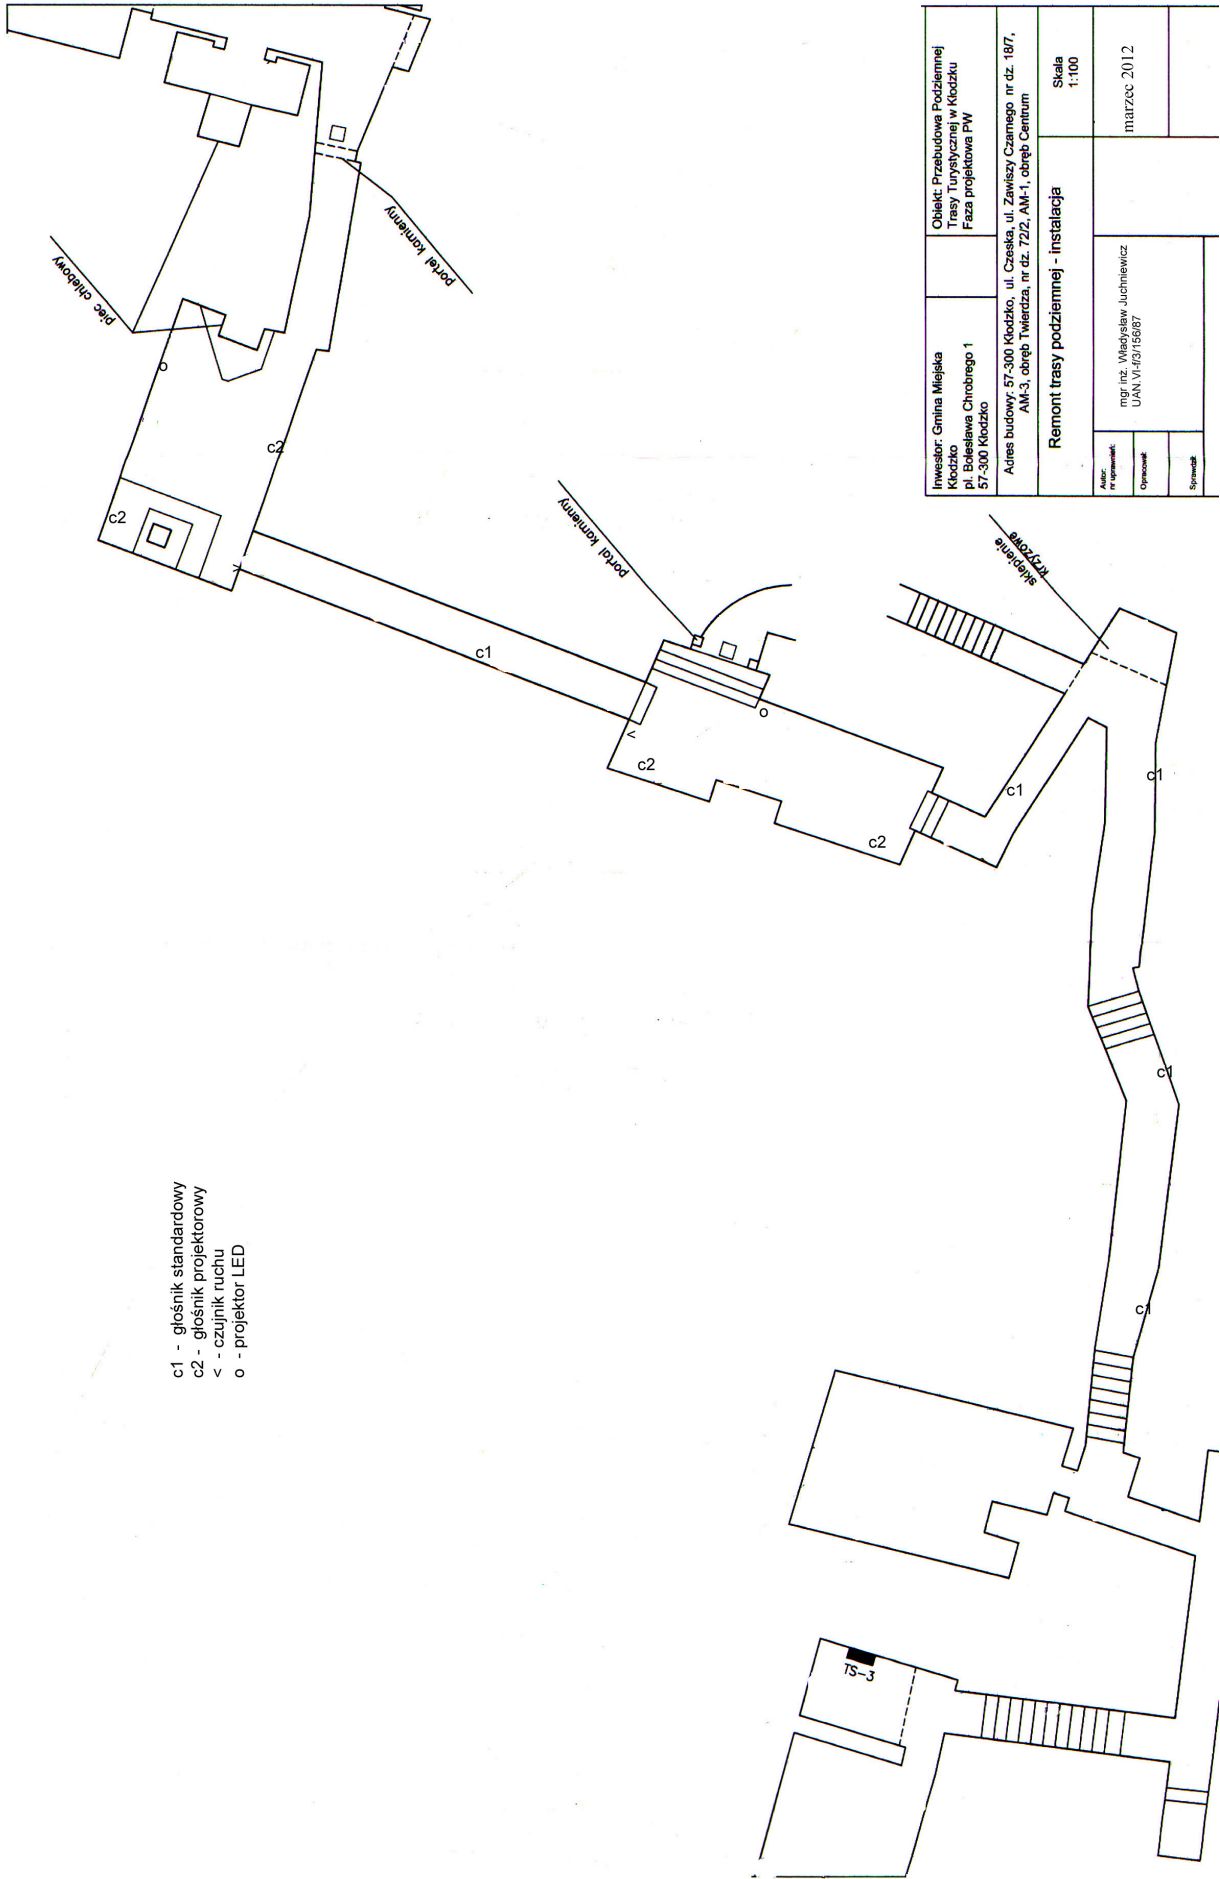 piec chlebowy
portel kamienny
portal kamienny
sklepienie
krzyżowe
o
c2
c2
c1
<
<
c2
o
c2
c1
c1
c1
c1
TS-3
c1 - głośnik standardowy
c2 - głośnik projektorowy
< - czujnik ruchu
o - projektor LED
Inwestor: Gmina Miejska
Kłodzko
pl. Bolesława Chrobrego 1
57-300 Kłodzko
Obiekt: Przebudowa Podziemnej
Trasy Turystycznej w Kłodzku
Faza projektowa PW
Adres budowy: 57-300 Kłodzko, ul. Czeska, ul. Zawiszy Czarnego nr dz. 18/7,
AM-3, obręb Twierdza, nr dz. 72/2, AM-1, obręb Centrum
Remont trasy podziemnej - instalacja
Skala
1:100
Autor:
nr uprawnień:
mgr inż. Władysław Juchniewicz
UAN.VI-f/3/156/87
marzec 2012
Opracował:
Sprawdził: